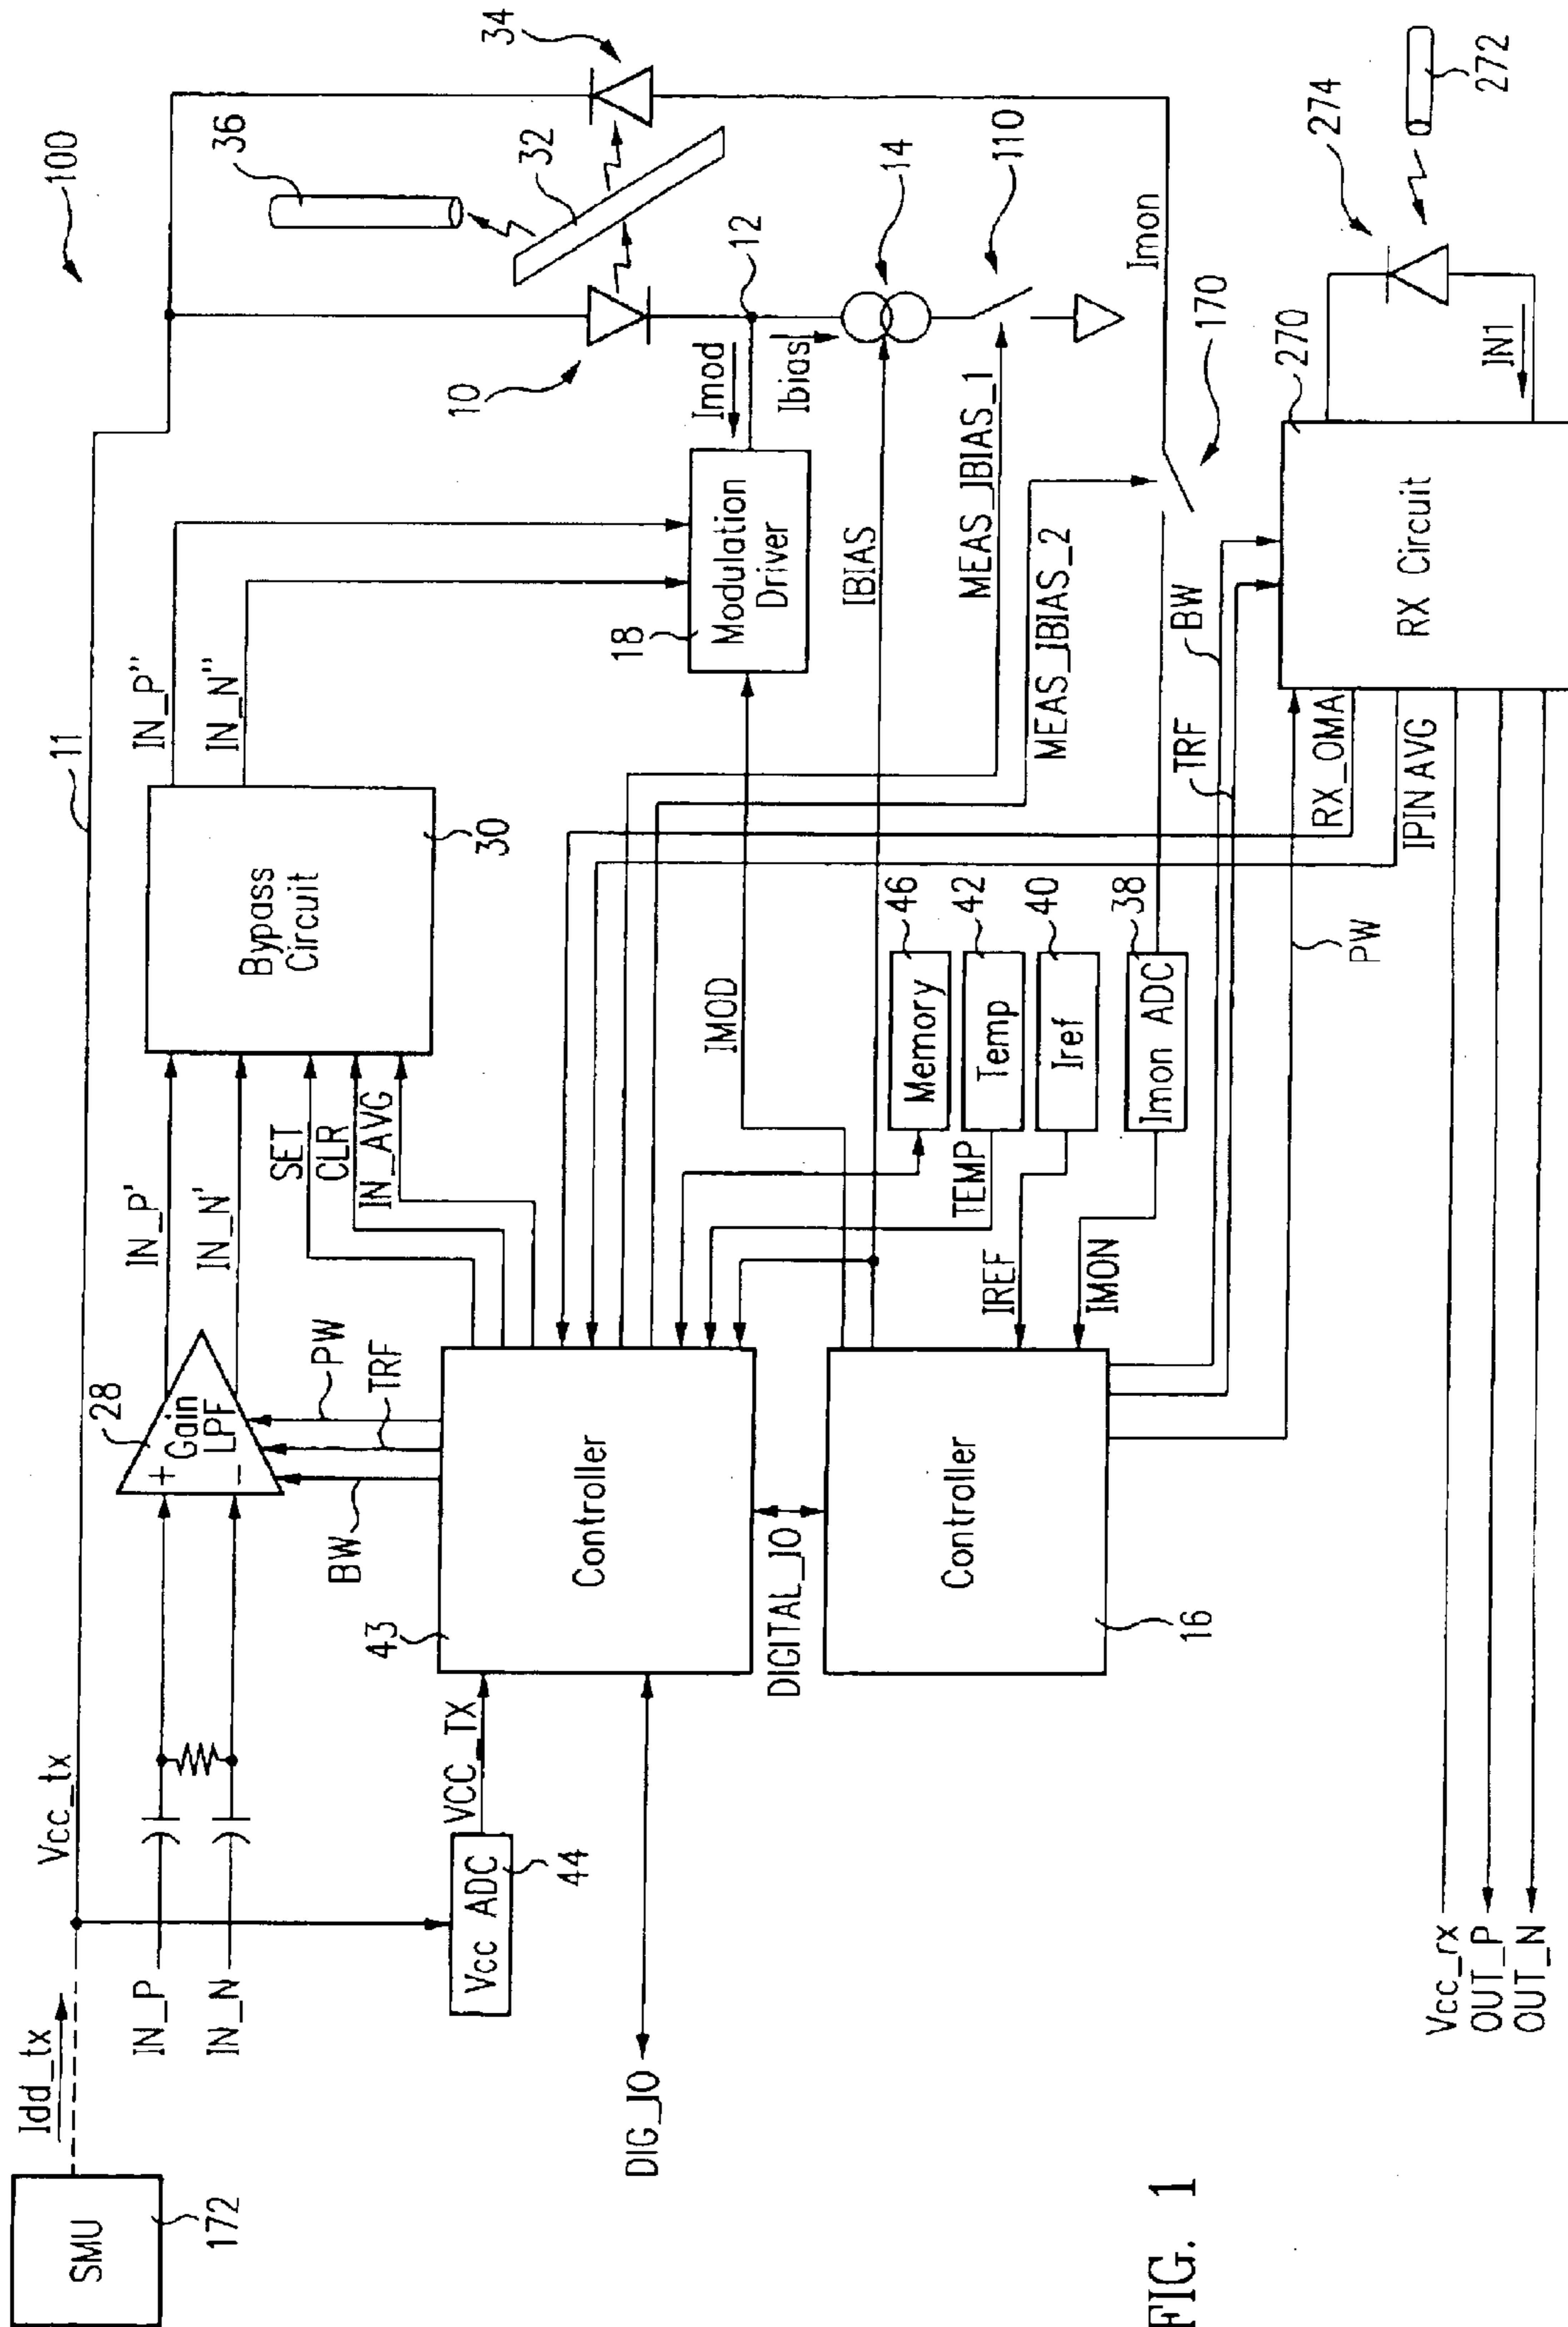 100
36
34
32
10
12
14
110
Imod
Ibias
Imon
170
11
Vcc_tx
Idd_tx
SMU
172
IN_P
IN_N
28
+
-
Gain
LPF
IN_P'
IN_N'
Bypass
Circuit
30
IN_P''
IN_N''
SET
CLR
IN_AVG
BW
PW
TRF
Modulation
Driver
18
IMOD
IBIAS
MEAS_IBIAS_1
MEAS_IBIAS_2
Vcc ADC
44
VCC_TX
43
Controller
DIG_IO
DIGITAL_IO
Controller
16
Memory
46
Temp
42
Iref
40
Imon ADC
38
TEMP
IREF
IMON
BW
TRF
RX_OMA
IPIN AVG
PW
RX Circuit
270
IN1
274
272
Vcc_rx
OUT_P
OUT_N
FIG. 1